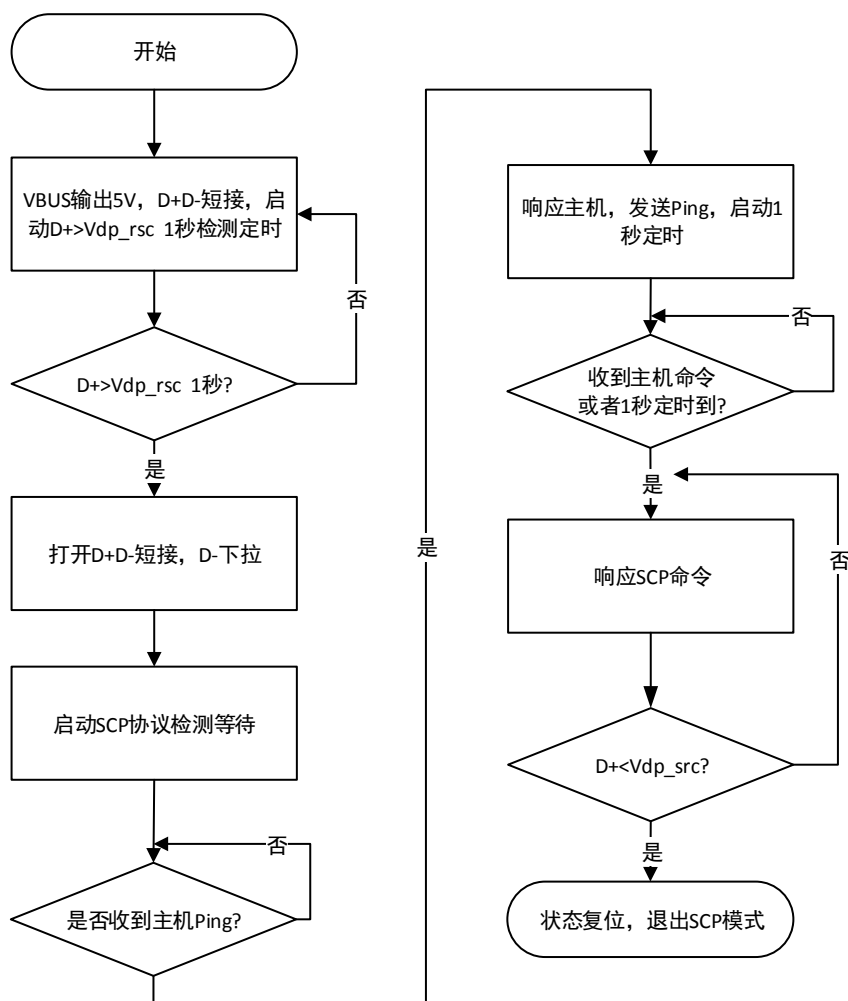 开始
VBUS输出5V，D+D-短接，启
动D+>Vdp_rsc 1秒检测定时
否
D+>Vdp_rsc 1秒?
是
打开D+D-短接，D-下拉
启动SCP协议检测等待
否
是否收到主机Ping?
是
响应主机，发送Ping，启动1
秒定时
否
收到主机命令
或者1秒定时到?
是
否
响应SCP命令
D+<Vdp_src?
是
状态复位，退出SCP模式